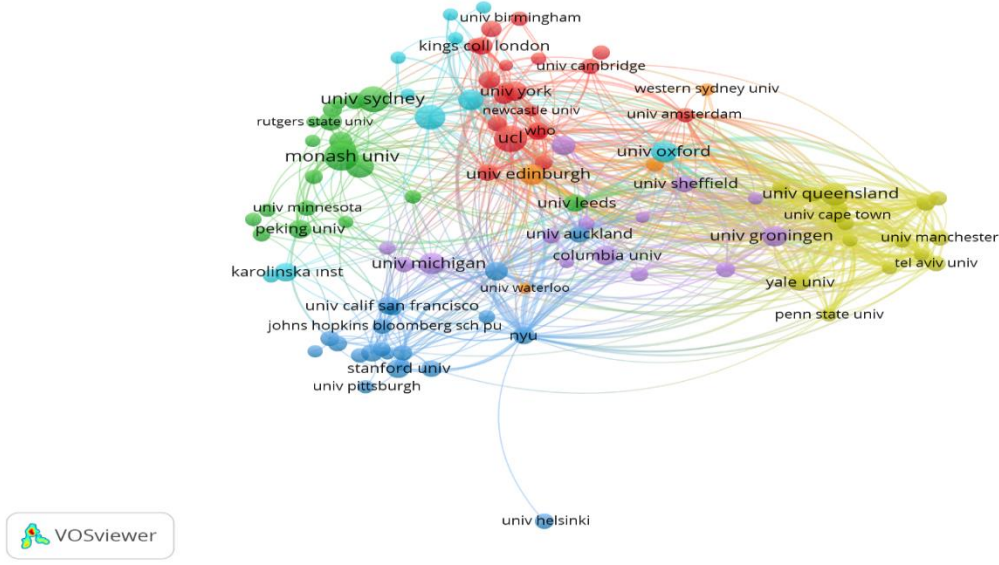 univ birmingham
kings coll london
univ cambridge
univ york
western sydney univ
univ sydney
newcastle univ
univ amsterdam
rutgers state univ
who
ucl
monash univ
univ oxford
univ edinburgh
univ sheffield
univ queensland
univ leeds
univ minnesota
univ cape town
peking univ
univ auckland
univ groningen
univ manchester
columbia univ
univ michigan
tel aviv univ
karolinska inst
yale univ
univ waterloo
univ calif san francisco
penn state univ
johns hopkins bloomberg sch pu
nyu
stanford univ
univ pittsburgh
univ helsinki
VOSviewer